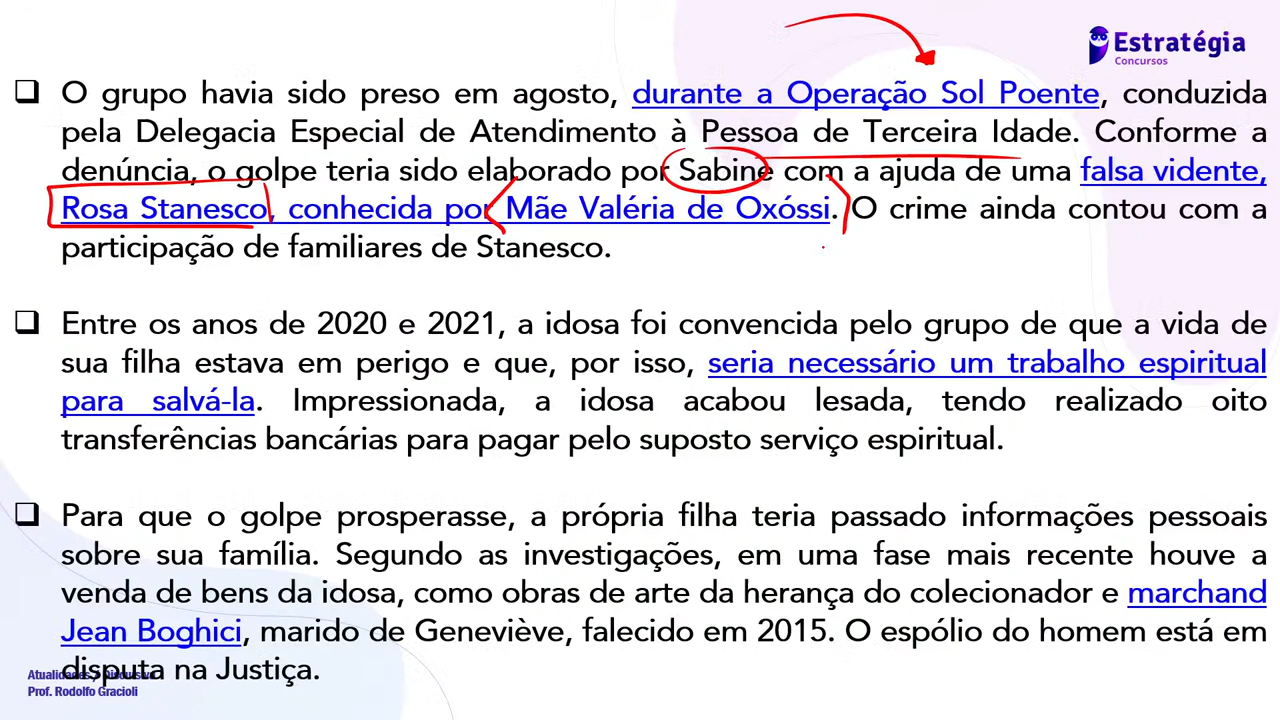 Estratégia
Concursos
O grupo havia sido preso em agosto, durante a Operação Sol Poente, conduzida
pela Delegacia Especial de Atendimento à Pessoa de Terceira Idade. Conforme a
denúncia, o golpe teria sido elaborado por Sabine com a ajuda de uma falsa vidente,
Rosa Stanesco, conhecida por Mãe Valéria de Oxóssi. O crime ainda contou com a
participação de familiares de Stanesco.
Entre os anos de 2020 e 2021, a idosa foi convencida pelo grupo de que a vida de
sua filha estava em perigo e que, por isso, seria necessário um trabalho espiritual
para salvá-la. Impressionada, a idosa acabou lesada, tendo realizado oito
transferências bancárias para pagar pelo suposto serviço espiritual.
Para que o golpe prosperasse, a própria filha teria passado informações pessoais
sobre sua família. Segundo as investigações, em uma fase mais recente houve a
venda de bens da idosa, como obras de arte da herança do colecionador e marchand
Jean Boghici, marido de Geneviève, falecido em 2015. O espólio do homem está em
disputa na Justiça.
Prof. Rodolfo Gracioli